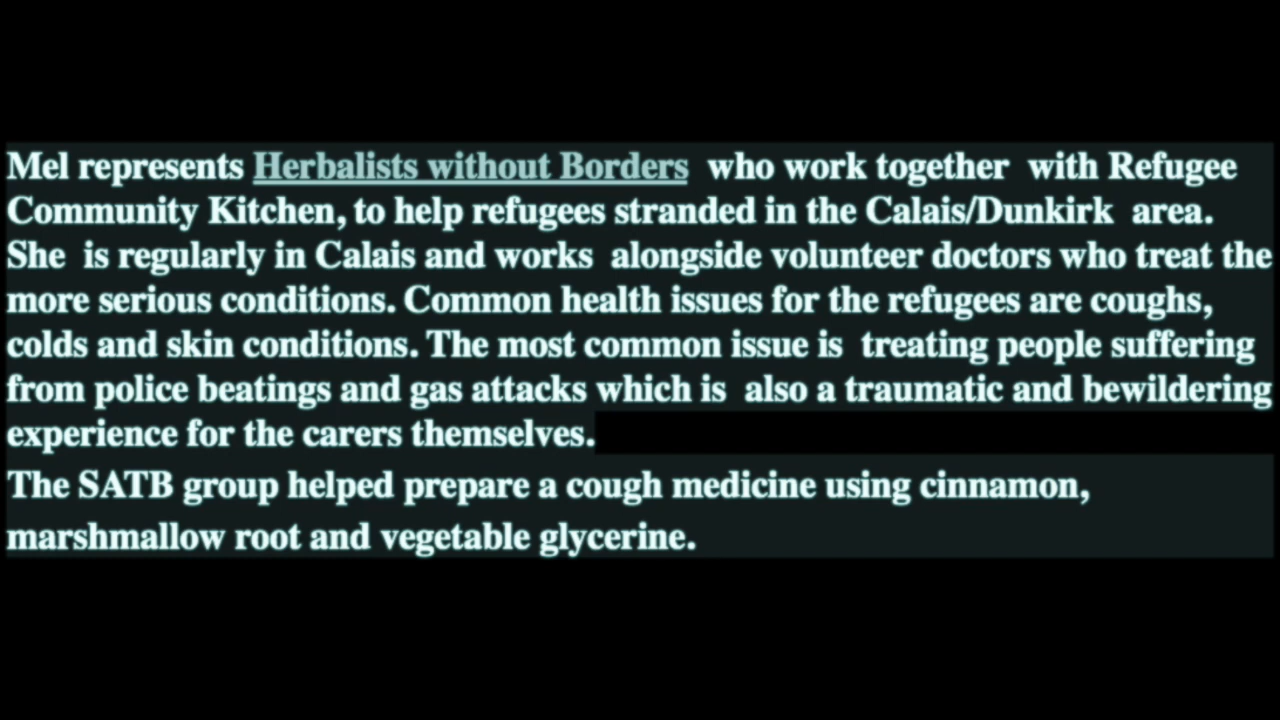 Mel represents Herbalists without Borders  who work together  with Refugee
Community Kitchen, to help refugees stranded in the Calais/Dunkirk  area.
She  is regularly in Calais and works  alongside volunteer doctors who treat the
more serious conditions. Common health issues for the refugees are coughs,
colds and skin conditions. The most common issue is  treating people suffering
from police beatings and gas attacks which is  also a traumatic and bewildering
experience for the carers themselves.
The SATB group helped prepare a cough medicine using cinnamon,
marshmallow root and vegetable glycerine.